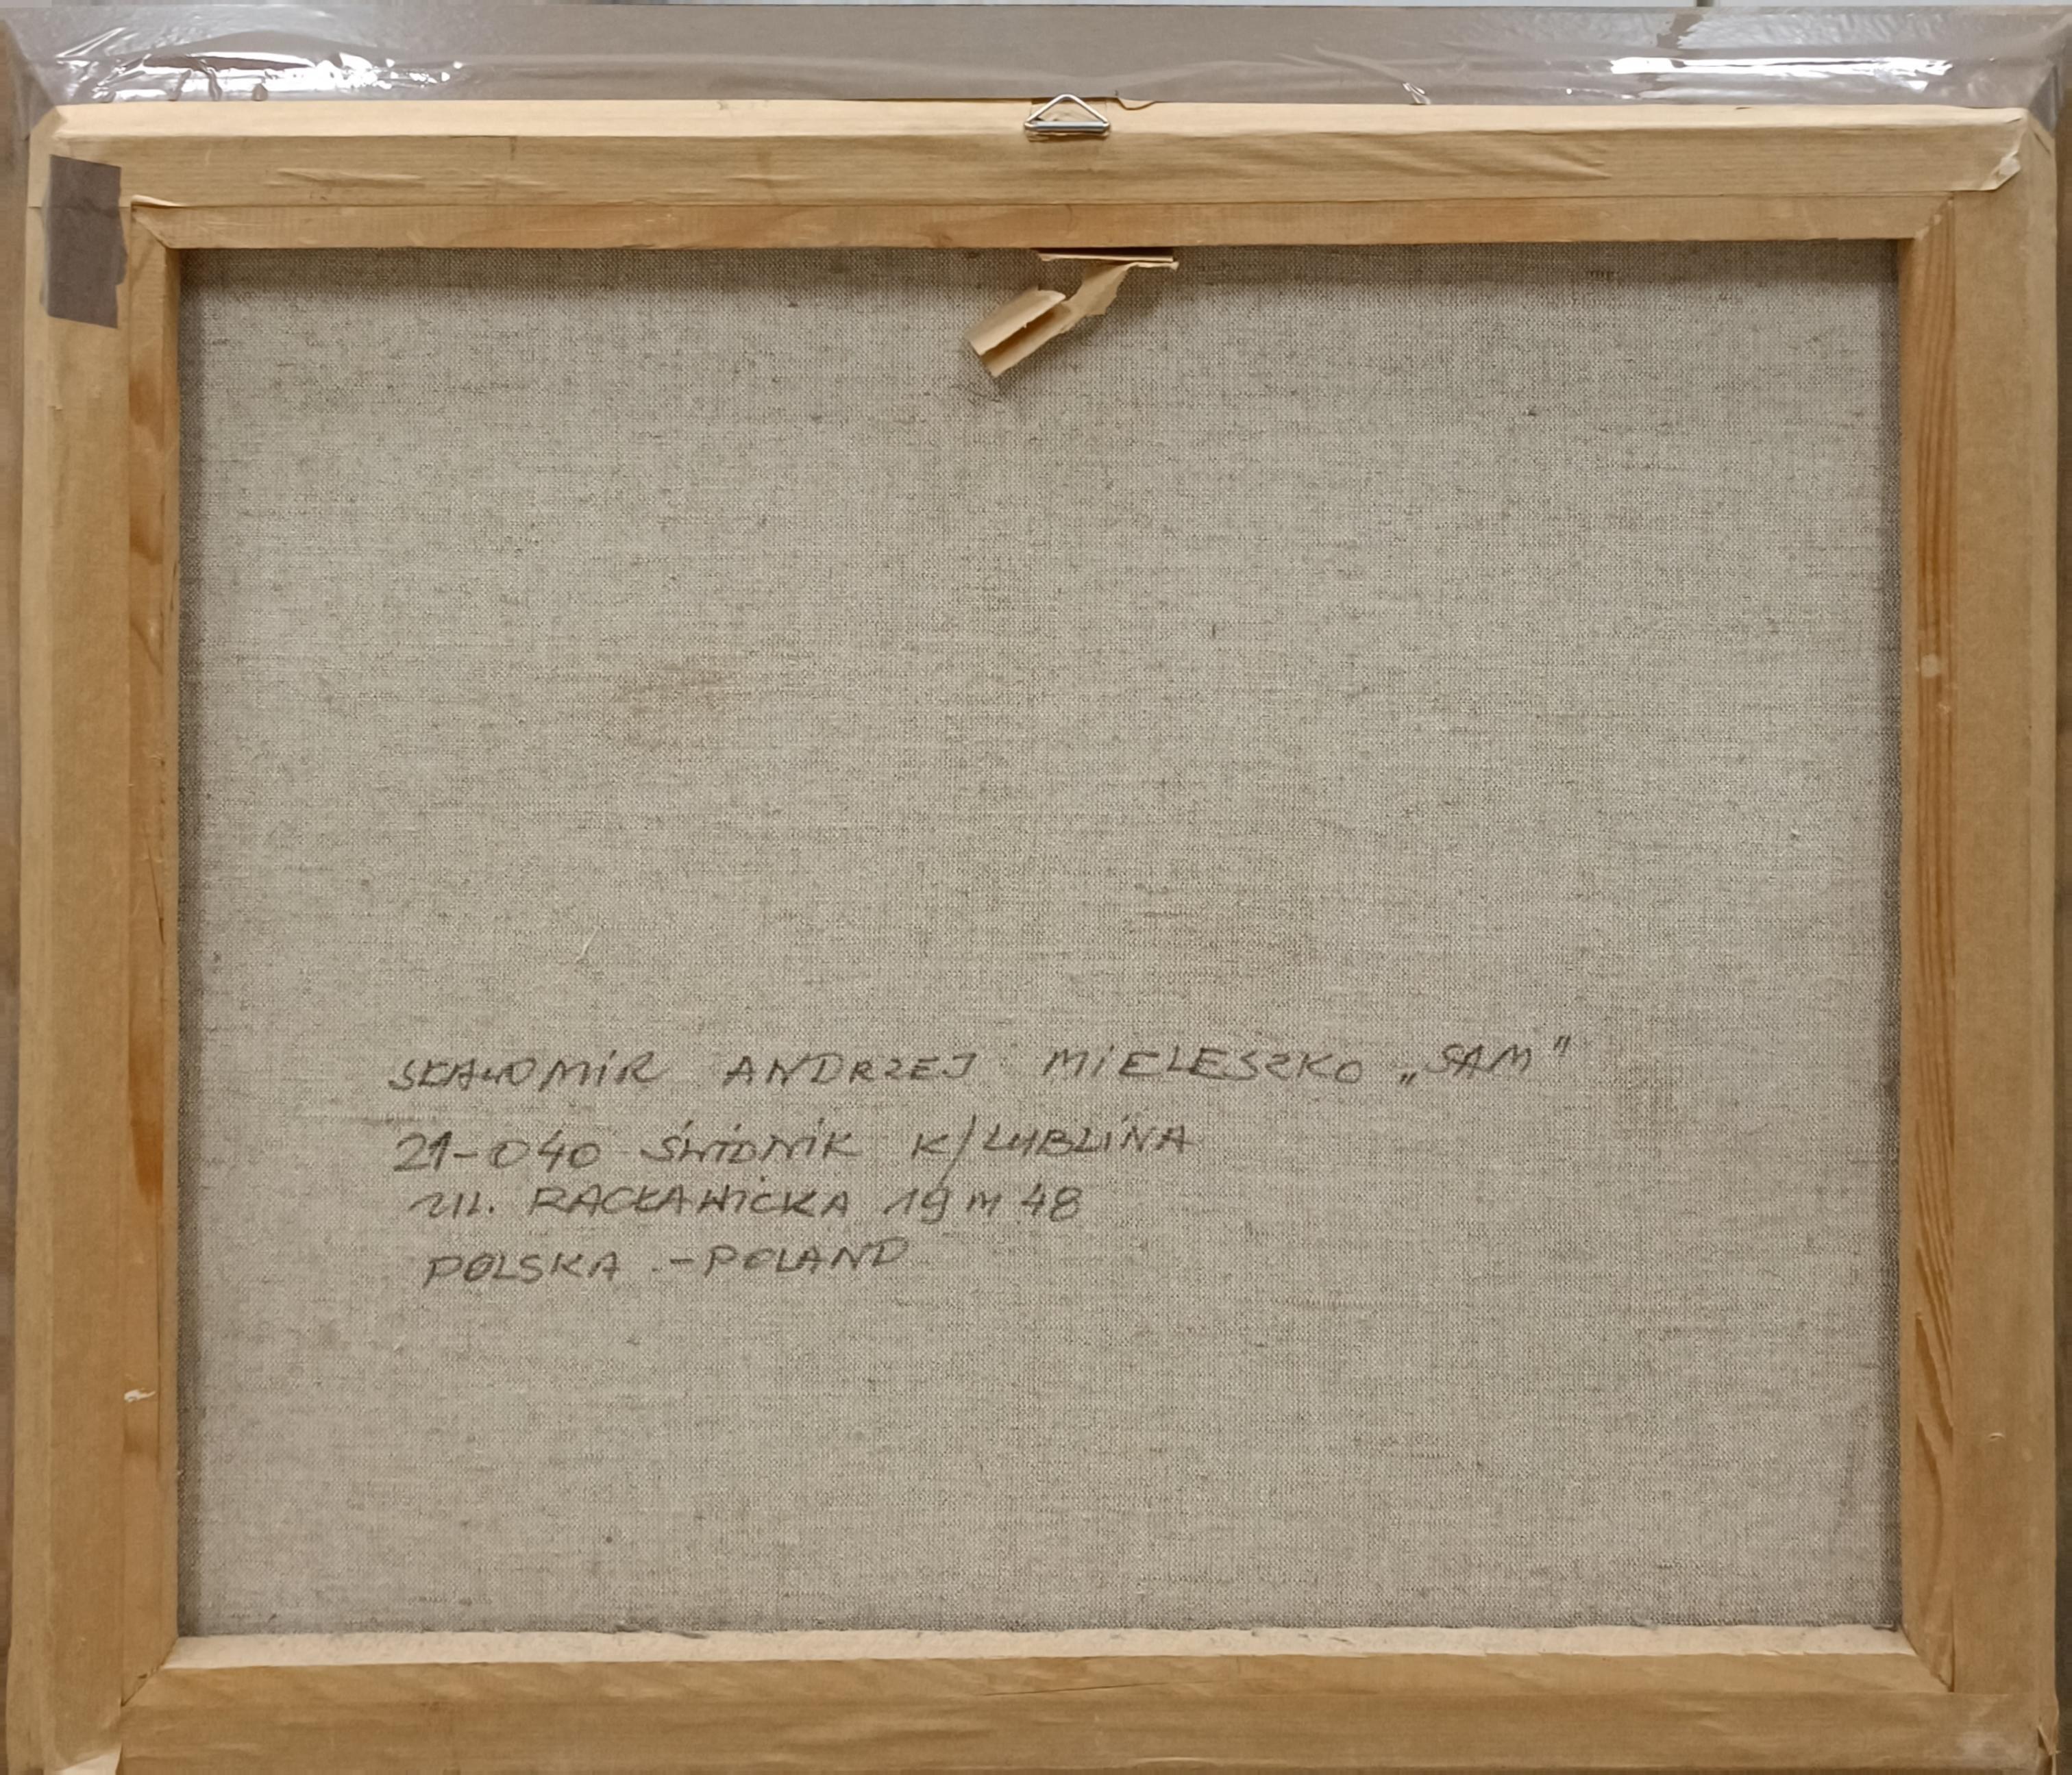 SŁAWOMIR ANDRZEJ MIELESZKO „SAM"
21-040 ŚWIDNIK K/LUBLINA
ul. RACŁAWICKA 19 m 48
POLSKA - POLAND